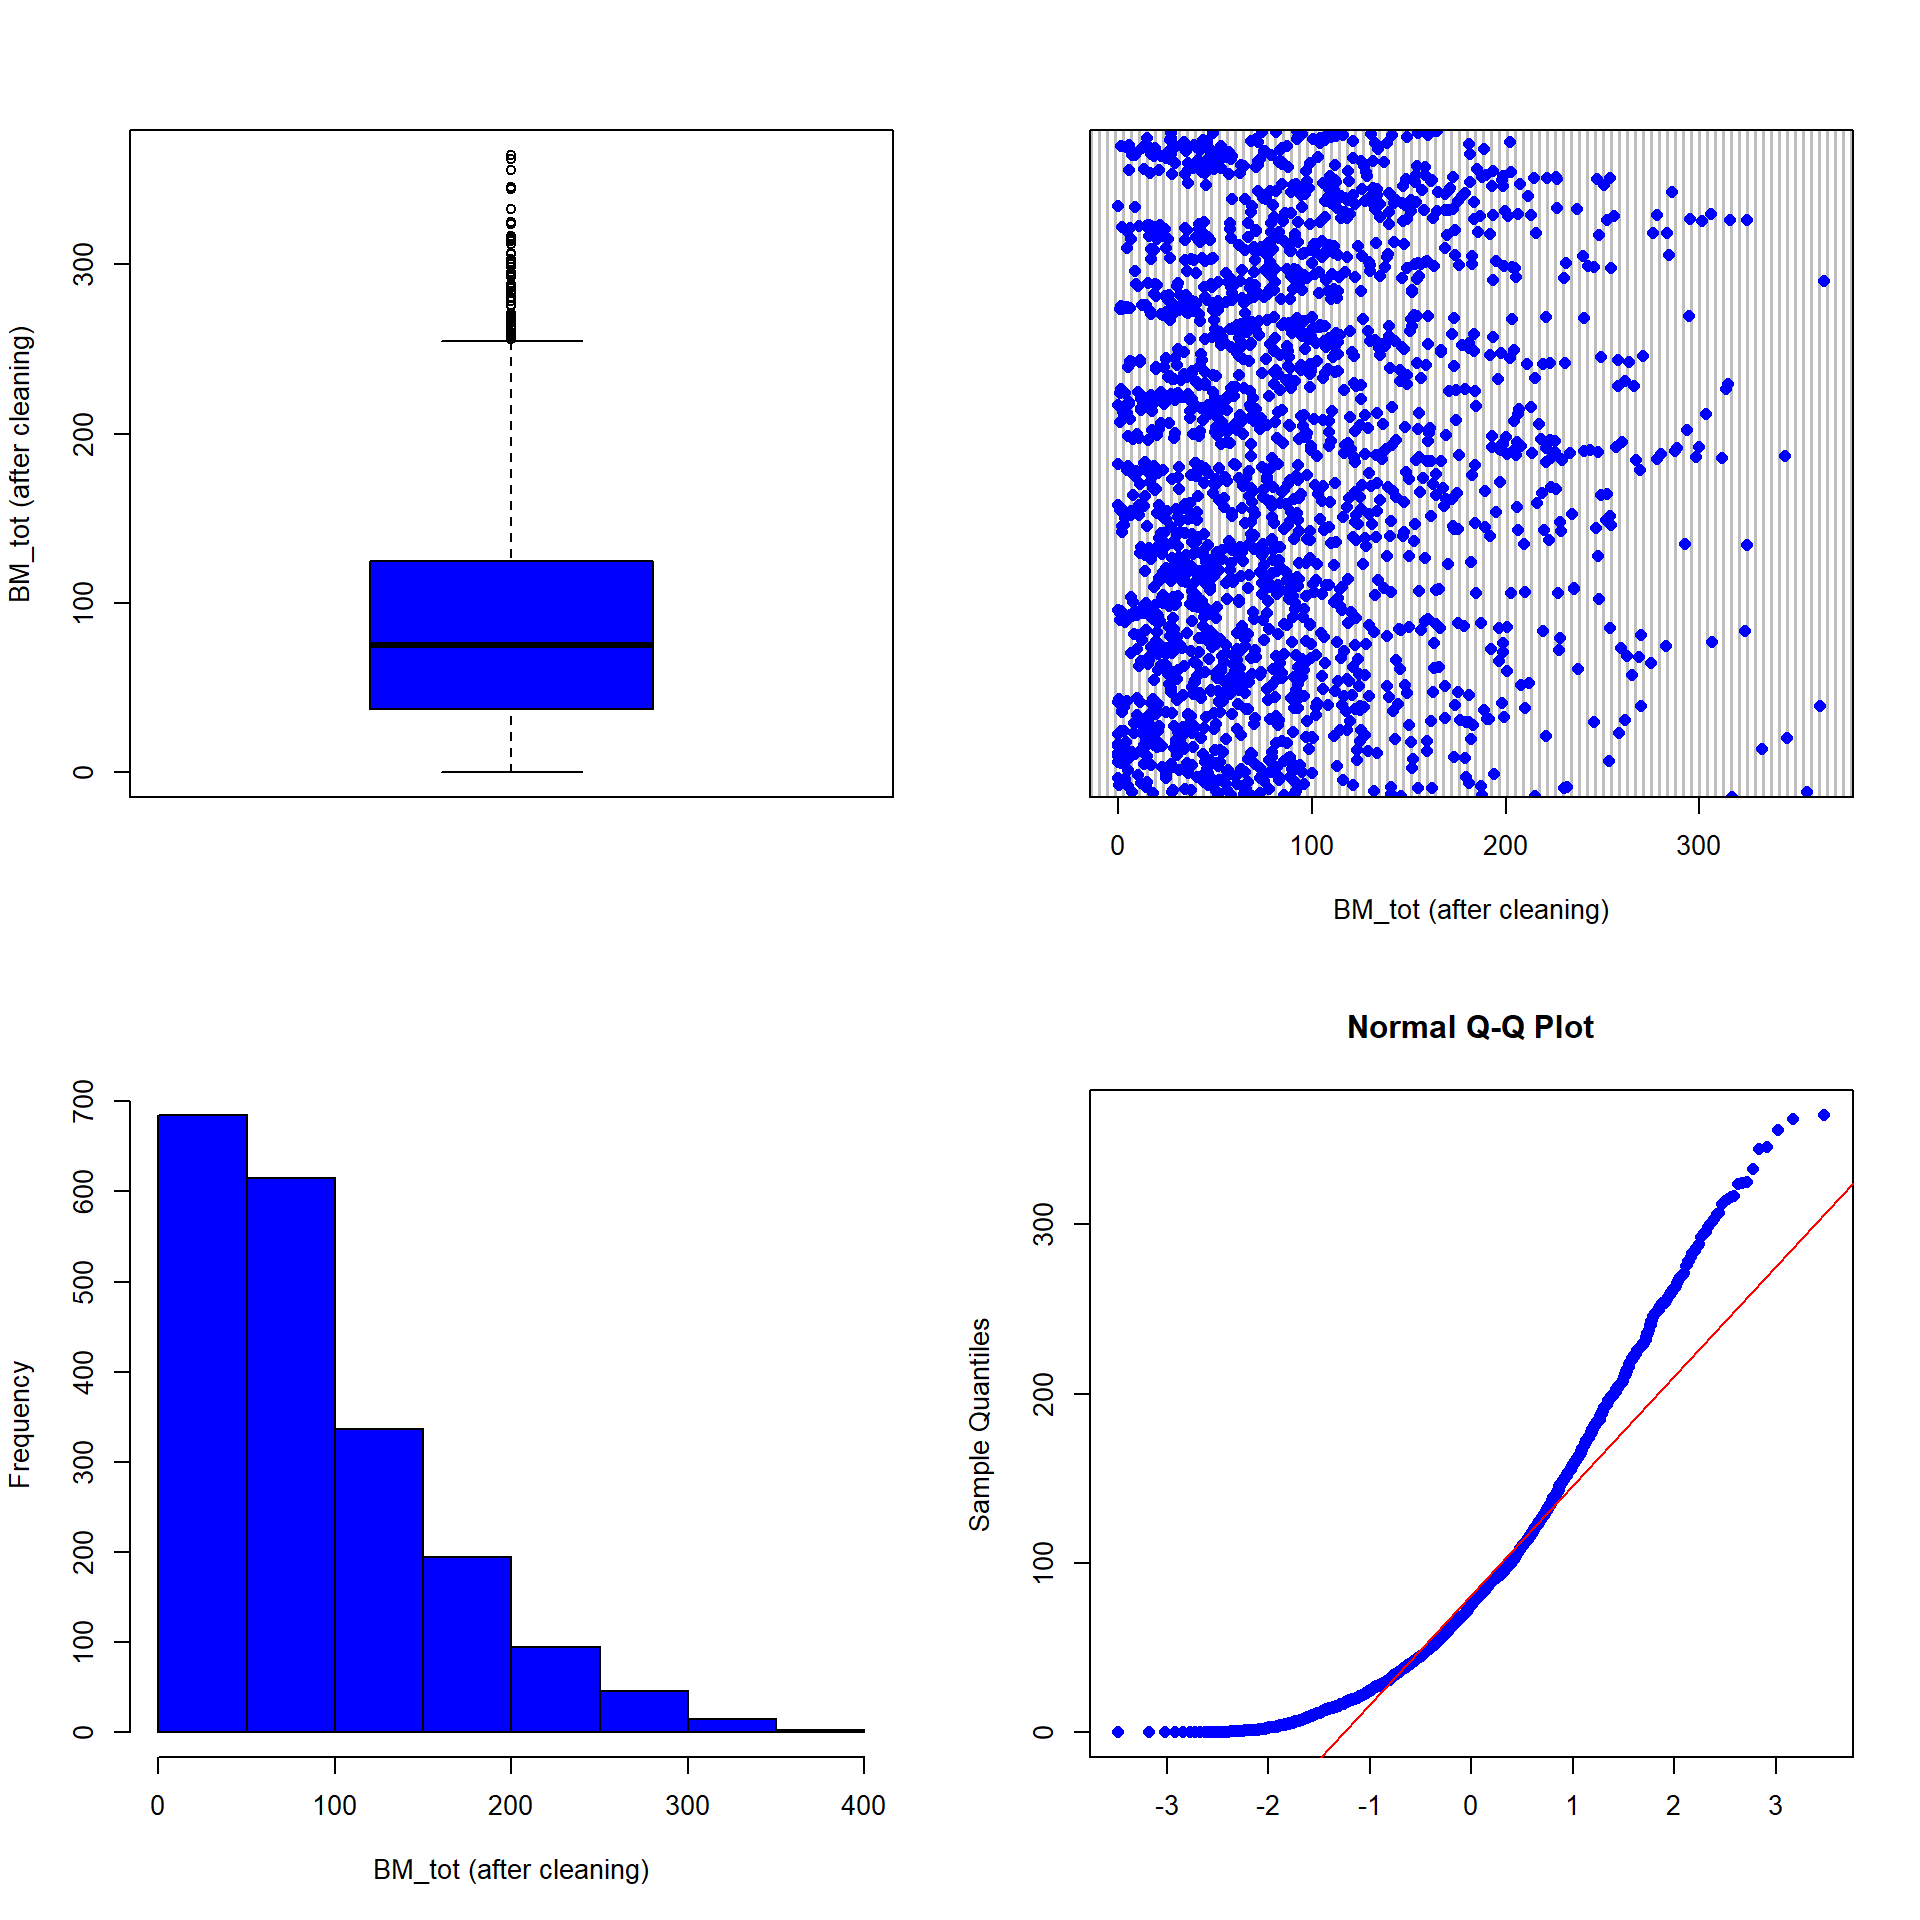 BM_tot (after cleaning)
300
200
100
0
0 100 200 300
BM_tot (after cleaning)
Frequency
700
600
500
400
300
200
100
0
0 100 200 300 400
BM_tot (after cleaning)
Normal Q-Q Plot
Sample Quantiles
300
200
100
0
-3 -2 -1 0 1 2 3